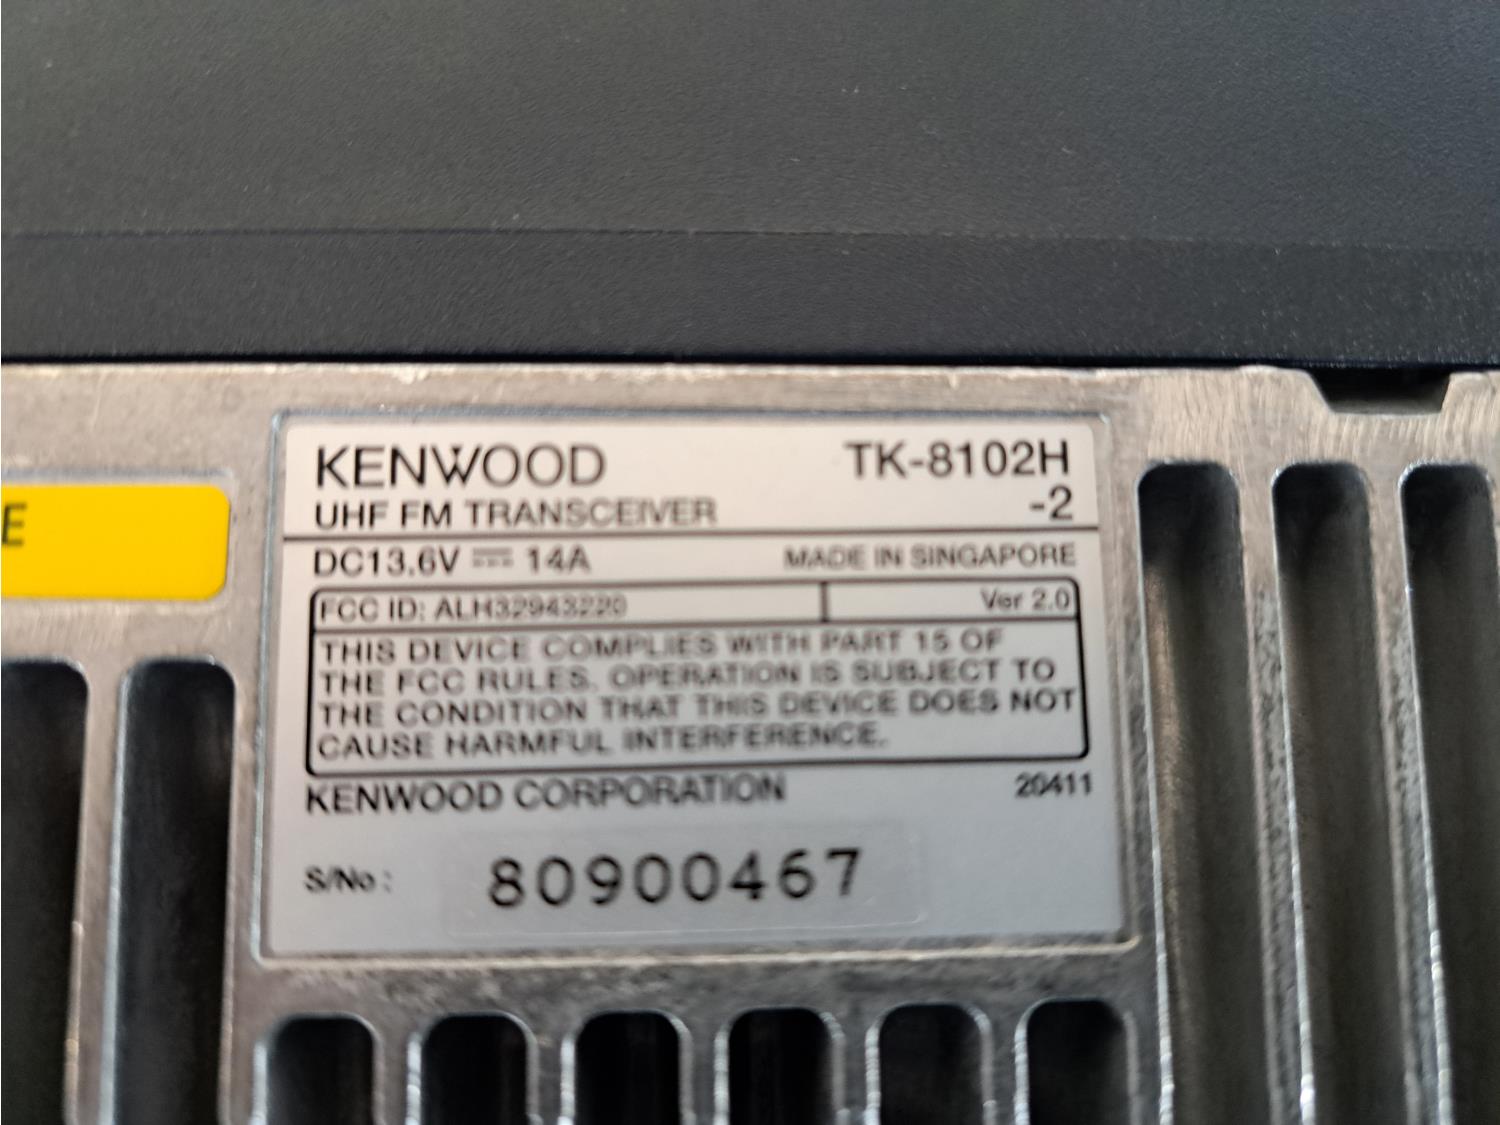 KENWOOD TK-8102H
UHF FM TRANSCEIVER -2
E
DC13.6V 14A MADE IN SINGAPORE
FCC ID: ALH32943220 Ver 2.0
THIS DEVICE COMPLIES WITH PART 15 OF
THE FCC RULES. OPERATION IS SUBJECT TO
THE CONDITION THAT THIS DEVICE DOES NOT
CAUSE HARMFUL INTERFERENCE.
KENWOOD CORPORATION 20411
S/No: 80900467